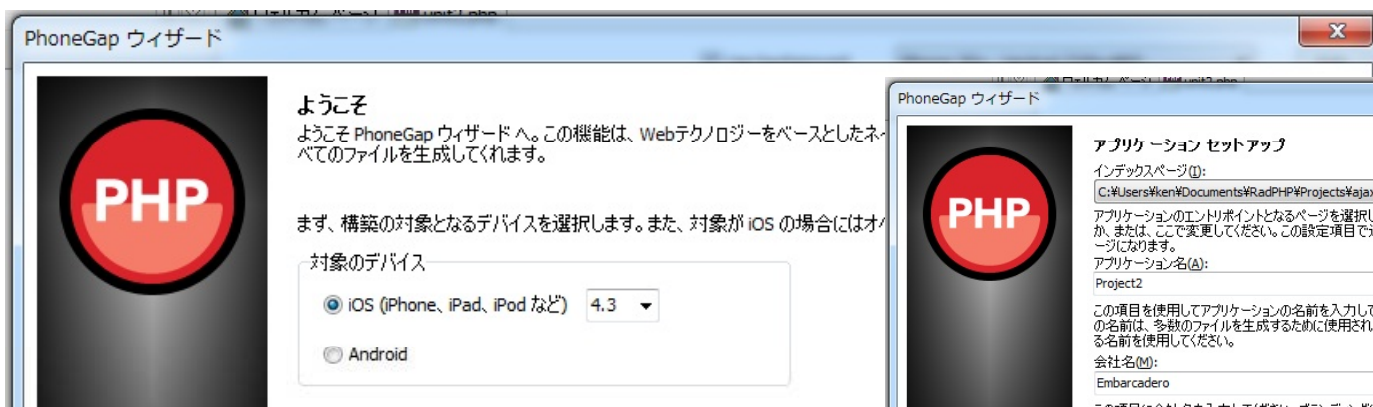 PhoneGap ウィザード
PHP
ようこそ
ようこそ PhoneGap ウィザード へ。この機能は、Webテクノロジーをベースとしたネ
べてのファイルを生成してくれます。
まず、構築の対象となるデバイスを選択します。また、対象が iOS の場合にはオ
対象のデバイス
iOS (iPhone、iPad、iPod など) 4.3
Android
PhoneGap ウィザード
PHP
アプリケーション セットアップ
インデックスページ(I):
C:¥Users¥ken¥Documents¥RadPHP¥Projects¥ajax
アプリケーションのエントリポイントとなるページを選択し
か、または、ここで変更してください。この設定項目で
ージになります。
アプリケーション名(A):
Project2
この項目を使用してアプリケーションの名前を入力して
の名前は、多数のファイルを生成するために使用され
る名前を使用してください。
会社名(M):
Embarcadero